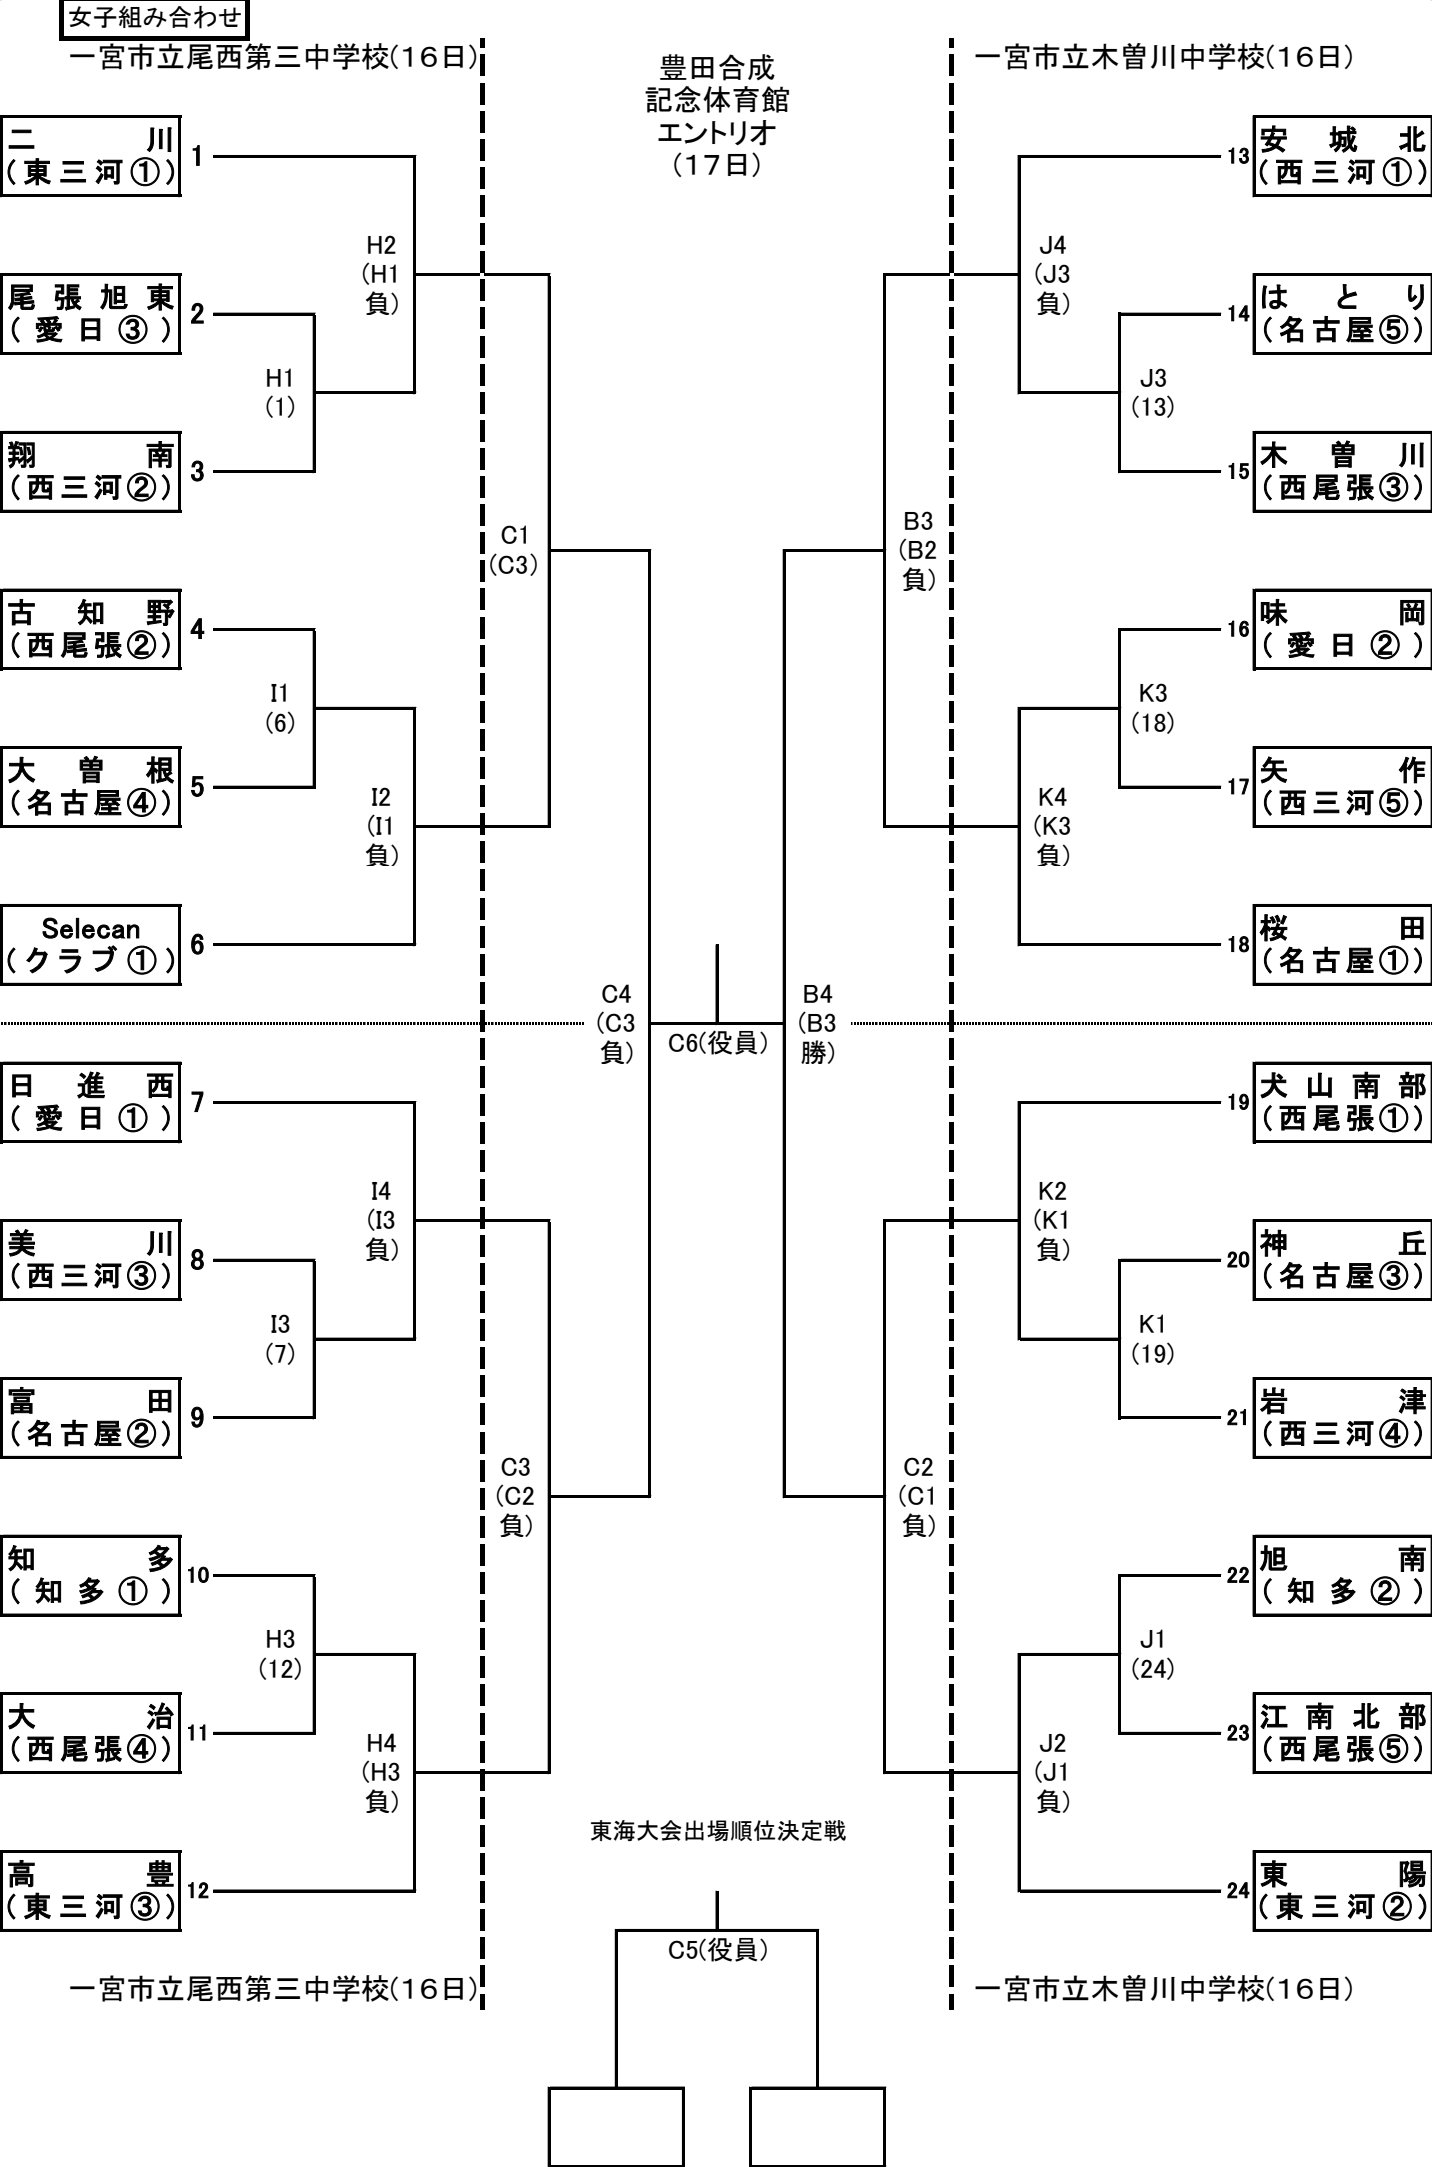 女子組み合わせ
一宮市立尾西第三中学校(16日)
豊田合成
記念体育館
エントリオ
(17日)
一宮市立木曽川中学校(16日)
二川
(東三河①)
1
尾張旭東
(愛日③)
2
翔南
(西三河②)
3
古知野
(西尾張②)
4
大曽根
(名古屋④)
5
Selecan
(クラブ①)
6
日進西
(愛日①)
7
美川
(西三河③)
8
富田
(名古屋②)
9
知多
(知多①)
10
大治
(西尾張④)
11
高豊
(東三河③)
12
H2
(H1
負)
H1
(1)
I1
(6)
I2
(I1
負)
I4
(I3
負)
I3
(7)
H3
(12)
H4
(H3
負)
C1
(C3)
C3
(C2
負)
C4
(C3
負)
C6(役員)
B4
(B3
勝)
B3
(B2
負)
C2
(C1
負)
J4
(J3
負)
J3
(13)
K3
(18)
K4
(K3
負)
K2
(K1
負)
K1
(19)
J1
(24)
J2
(J1
負)
13
安城北
(西三河①)
14
はとり
(名古屋⑤)
15
木曽川
(西尾張③)
16
味岡
(愛日②)
17
矢作
(西三河⑤)
18
桜田
(名古屋①)
19
犬山南部
(西尾張①)
20
神丘
(名古屋③)
21
岩津
(西三河④)
22
旭南
(知多②)
23
江南北部
(西尾張⑤)
24
東陽
(東三河②)
東海大会出場順位決定戦
C5(役員)
一宮市立尾西第三中学校(16日)
一宮市立木曽川中学校(16日)